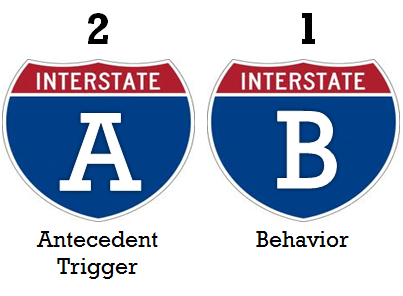 2 1
INTERSTATE INTERSTATE
A B
Antecedent Behavior
Trigger